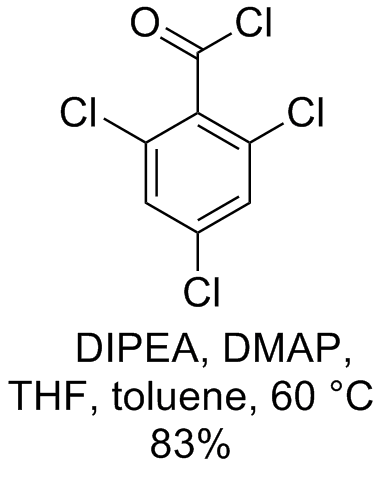 O Cl
Cl Cl
Cl
DIPEA, DMAP,
THF, toluene, 60 °C
83%